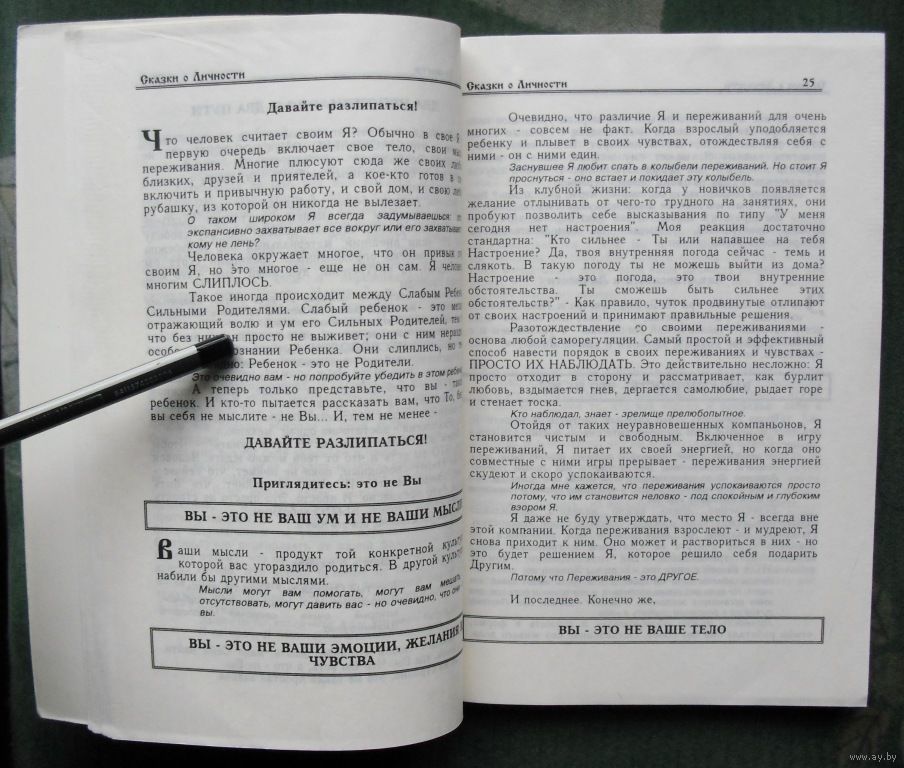 Сказки о Личности
Давайте разлипаться!
Что человек считает своим Я? Обычно в свое Я
первую очередь включает свое тело, свои
переживания. Многие плюсуют сюда же своих
близких, друзей и приятелей, а кое-кто готов в
включить и привычную работу, и свой дом, и свою
рубашку, из которой он никогда не вылезает.
О таком широком Я всегда задумываешься:
экспансивно захватывает все вокруг или его
кому не лень?
Человека окружает многое, что он привык
своим Я, но это многое - еще не он сам. Я
многим СЛИПЛОСЬ.
Такое иногда происходит между Слабым
Сильными Родителями. Слабый ребенок - это
отражающий волю и ум его Сильных Родителей,
что без них он просто не выживет; они с ним
особо сознании Ребенка. Они слиплись, но
Ребенок - это не Родители.
Это очевидно вам - но попробуйте убедить в этом
А теперь только представьте, что вы -
ребенок. И кто-то пытается рассказать вам, что То,
вы себя не мыслите - не Вы... И, тем не менее -
ДАВАЙТЕ РАЗЛИПАТЬСЯ!
Приглядитесь: это не Вы
ВЫ - ЭТО НЕ ВАШ УМ И НЕ ВАШИ
Ваши мысли - продукт той конкретной
которой вас угораздило родиться. В другой
набили бы другими мыслями.
Мысли могут вам помогать, могут вам мешать,
отсутствовать, могут давить вас - но очевидно, что они
вы.
ВЫ - ЭТО НЕ ВАШИ ЭМОЦИИ, ЖЕЛАНИЯ
ЧУВСТВА
Сказки о Личности 25
Очевидно, что различие Я и переживаний для очень
многих - совсем не факт. Когда взрослый уподобляется
ребенку и плывет в своих чувствах, отождествляя себя с
ними - он с ними един.
Заснувшее Я любит спать в колыбели переживаний. Но стоит Я
проснуться - оно встает и покидает эту колыбель.
Из клубной жизни: когда у новичков появляется
желание отлынивать от чего-то трудного на занятиях, они
пробуют позволить себе высказывания по типу "У меня
сегодня нет настроения". Моя реакция достаточно
стандартна: "Кто сильнее - Ты или напавшее на тебя
Настроение? Да, твоя внутренняя погода сейчас - темь и
слякоть. В такую погоду ты не можешь выйти из дома?
Настроение - это погода, это твои внутренние
обстоятельства. Ты сможешь быть сильнее этих
обстоятельств?" - Как правило, чуток продвинутые отлипают
от своих настроений и принимают правильные решения.
Разотождествление со своими переживаниями -
основа любой саморегуляции. Самый простой и эффективный
способ навести порядок в своих переживаниях и чувствах -
ПРОСТО ИХ НАБЛЮДАТЬ. Это действительно несложно: Я
просто отходит в сторону и рассматривает, как бурлит
любовь, вздымается гнев, дергается самолюбие, рыдает горе
и стенает тоска.
Кто наблюдал, знает - зрелище прелюбопытное.
Отойдя от таких неуравновешенных компаньонов, Я
становится чистым и свободным. Включенное в игру
переживаний, Я питает их своей энергией, но когда оно
совместные с ними игры прерывает - переживания энергией
скудеют и скоро успокаиваются.
Иногда мне кажется, что переживания успокаиваются просто
потому, что им становится неловко - под спокойным и глубоким
взором Я.
Я даже не буду утверждать, что место Я - всегда вне
этой компании. Когда переживания взрослеют - и мудреют, Я
снова приходит к ним. Оно может и раствориться в них - но
это будет решением Я, которое решило себя подарить
Другим.
Потому что Переживания - это ДРУГОЕ.
И последнее. Конечно же,
ВЫ - ЭТО НЕ ВАШЕ ТЕЛО
www.ay.by